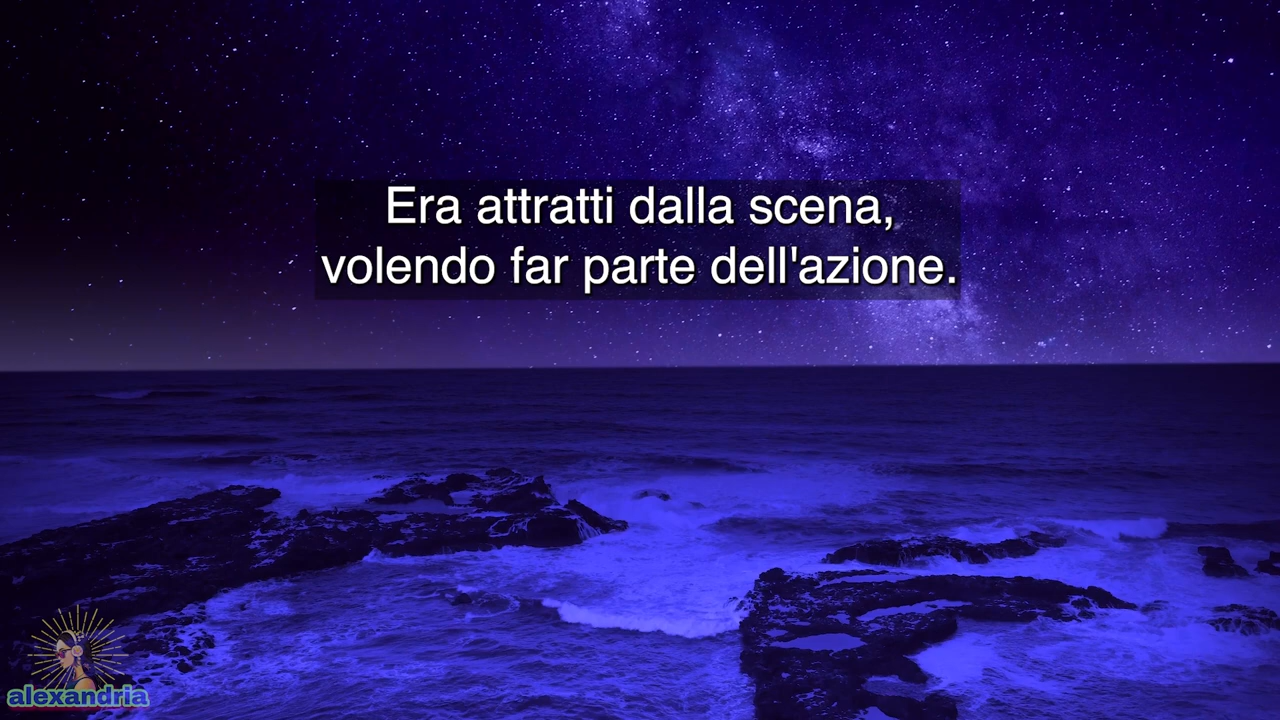 Era attratti dalla scena,
volendo far parte dell'azione.
alexandria